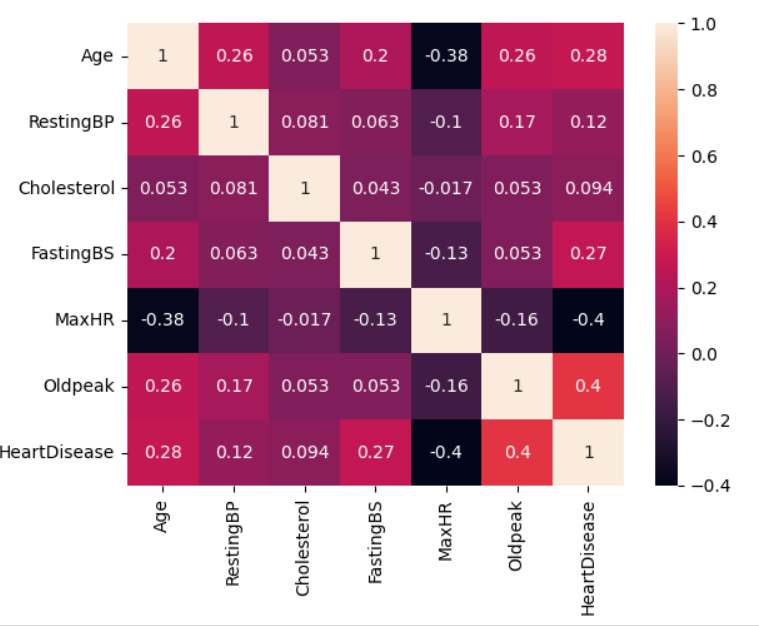 1.0
Age 1 0.26 0.053 0.2 -0.38 0.26 0.28
0.8
RestingBP 0.26 1 0.081 0.063 -0.1 0.17 0.12
0.6
Cholesterol 0.053 0.081 1 0.043 -0.017 0.053 0.094
0.4
FastingBS 0.2 0.063 0.043 1 -0.13 0.053 0.27
0.2
MaxHR -0.38 -0.1 -0.017 -0.13 1 -0.16 -0.4
0.0
Oldpeak 0.26 0.17 0.053 0.053 -0.16 1 0.4
−0.2
HeartDisease 0.28 0.12 0.094 0.27 -0.4 0.4 1
−0.4
Age
RestingBP
Cholesterol
FastingBS
MaxHR
Oldpeak
HeartDisease